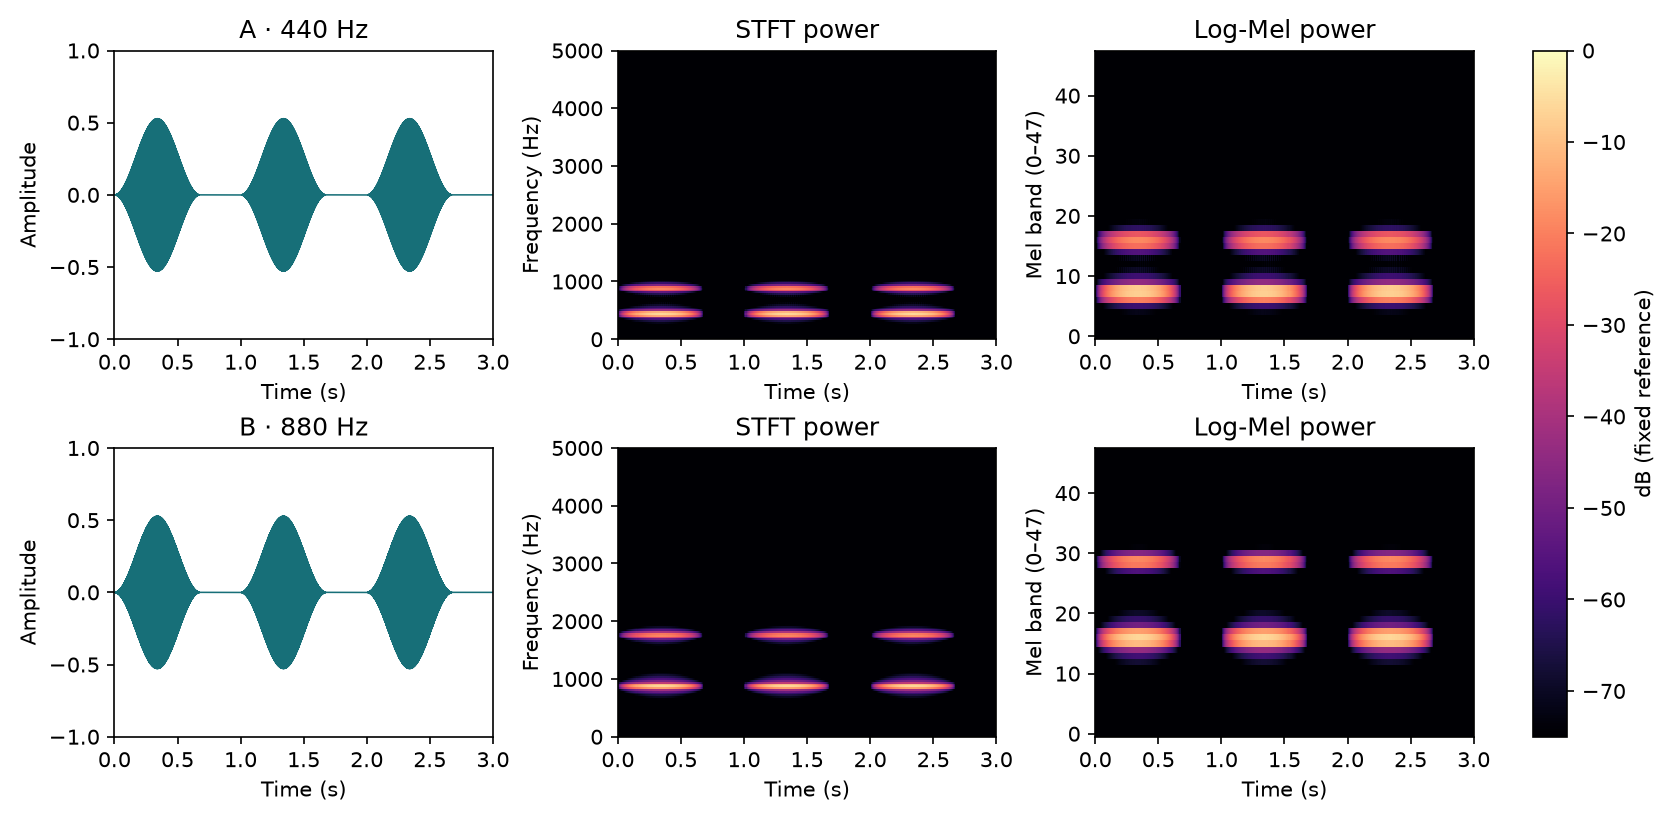 A · 440 Hz
STFT power
Log-Mel power
1.0
0.5
0.0
−0.5
−1.0
Amplitude
0.0 0.5 1.0 1.5 2.0 2.5 3.0
Time (s)
5000
4000
3000
2000
1000
0
Frequency (Hz)
0.0 0.5 1.0 1.5 2.0 2.5 3.0
Time (s)
40
30
20
10
0
Mel band (0–47)
0.0 0.5 1.0 1.5 2.0 2.5 3.0
Time (s)
B · 880 Hz
STFT power
Log-Mel power
1.0
0.5
0.0
−0.5
−1.0
Amplitude
0.0 0.5 1.0 1.5 2.0 2.5 3.0
Time (s)
5000
4000
3000
2000
1000
0
Frequency (Hz)
0.0 0.5 1.0 1.5 2.0 2.5 3.0
Time (s)
40
30
20
10
0
Mel band (0–47)
0.0 0.5 1.0 1.5 2.0 2.5 3.0
Time (s)
0
−10
−20
−30
−40
−50
−60
−70
dB (fixed reference)